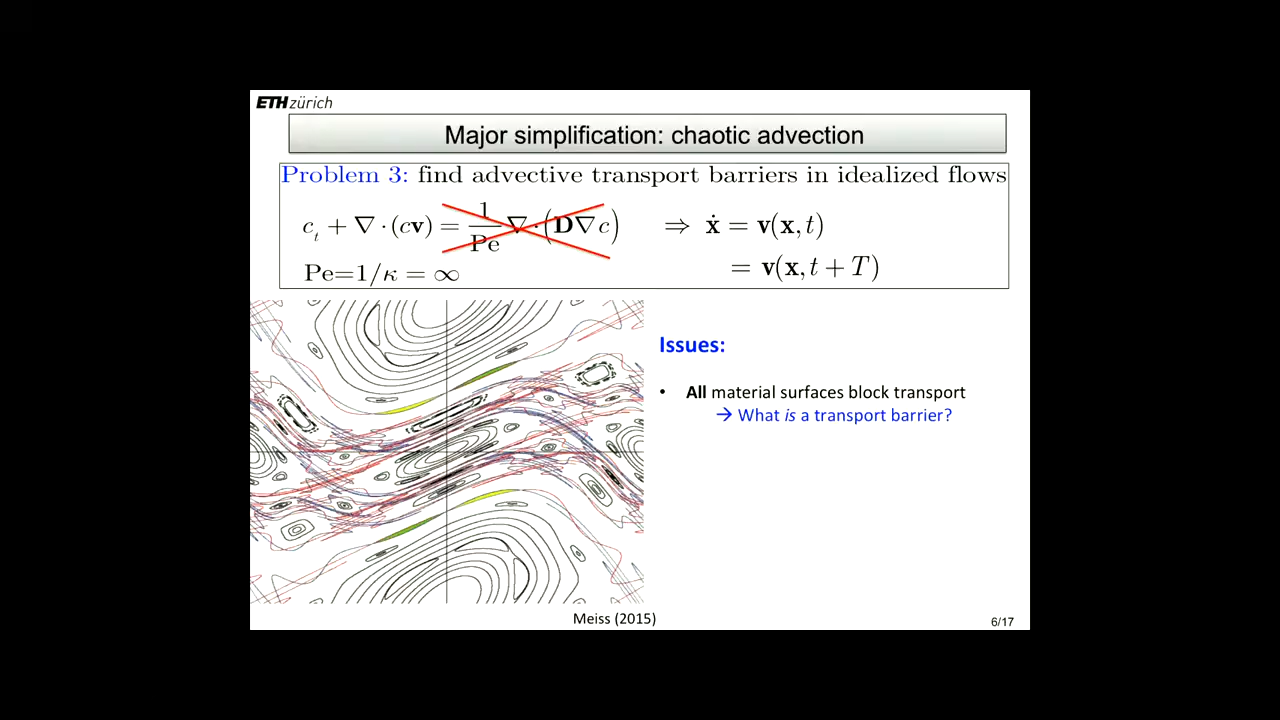 ETH zürich
Major simplification: chaotic advection
Problem 3: find advective transport barriers in idealized flows
c_t + ∇·(cv) = 1/Pe ∇·(D∇c) ⇒ ẋ = v(x,t)
Pe=1/κ = ∞ = v(x,t + T)
Issues:
• All material surfaces block transport
→ What is a transport barrier?
Meiss (2015)
6/17